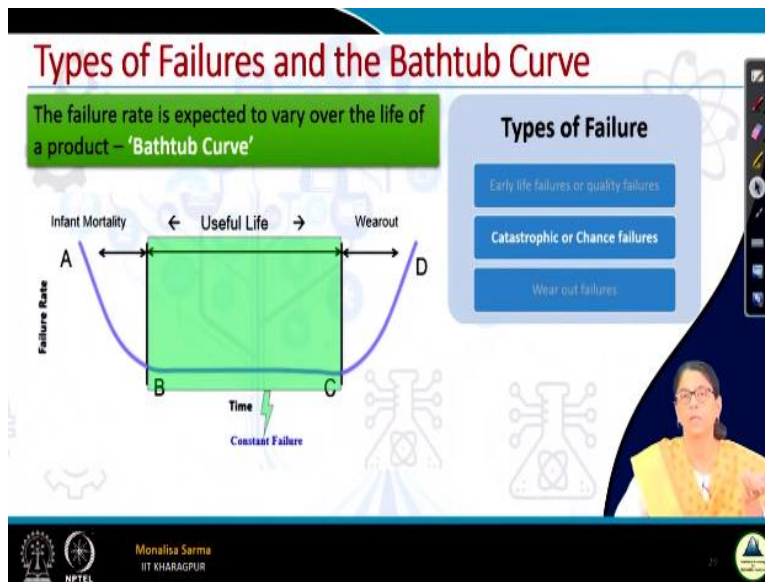 Types of Failures and the Bathtub Curve
The failure rate is expected to vary over the life of
a product – 'Bathtub Curve'
Types of Failure
Early life failures or quality failures
Catastrophic or Chance failures
Wear out failures
Infant Mortality
← Useful Life →
Wearout
A
D
Failure Rate
B
C
Time
Constant Failure
Monalisa Sarma
IIT KHARAGPUR
NPTEL